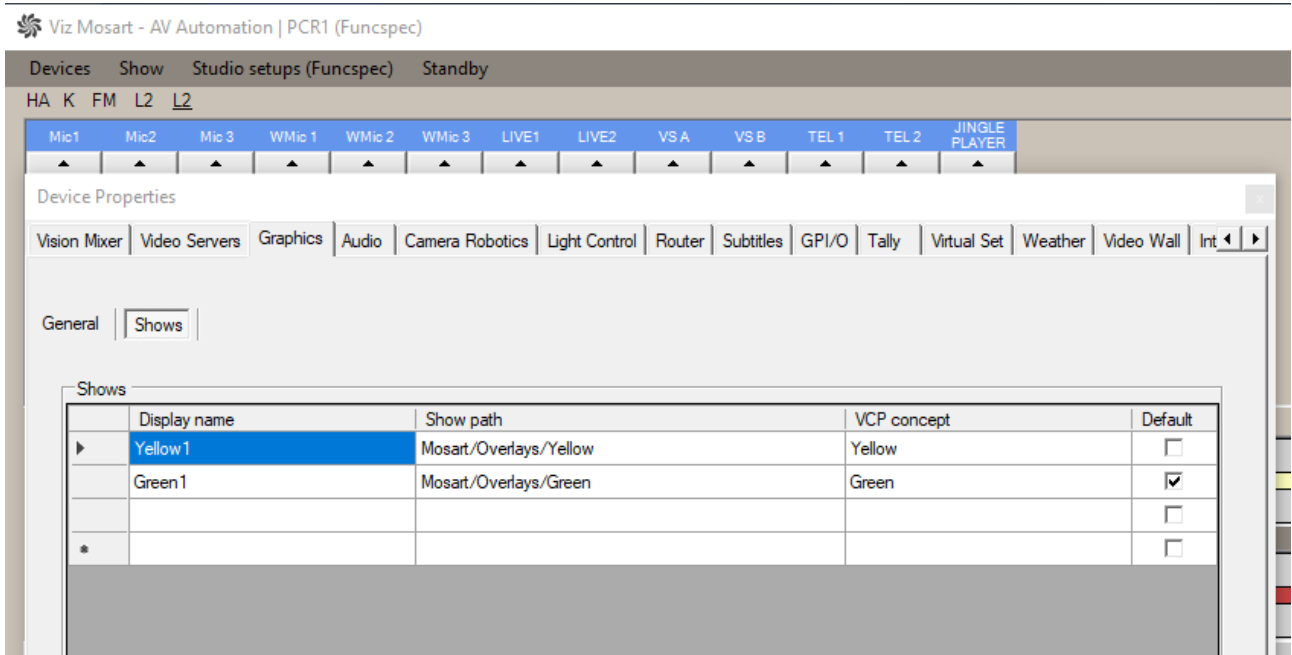 Viz Mosart - AV Automation | PCR1 (Funcspec)
Devices Show Studio setups (Funcspec) Standby
HA K FM L2 L2
Mic1 Mic2 Mic 3 WMic 1 WMic 2 WMic 3 LIVE1 LIVE2 VS A VS B TEL 1 TEL 2 JINGLE PLAYER
Device Properties
Vision Mixer Video Servers Graphics Audio Camera Robotics Light Control Router Subtitles GPI/O Tally Virtual Set Weather Video Wall Int
General Shows
Shows
Display name Show path VCP concept Default
Yellow1 Mosart/Overlays/Yellow Yellow
Green1 Mosart/Overlays/Green Green